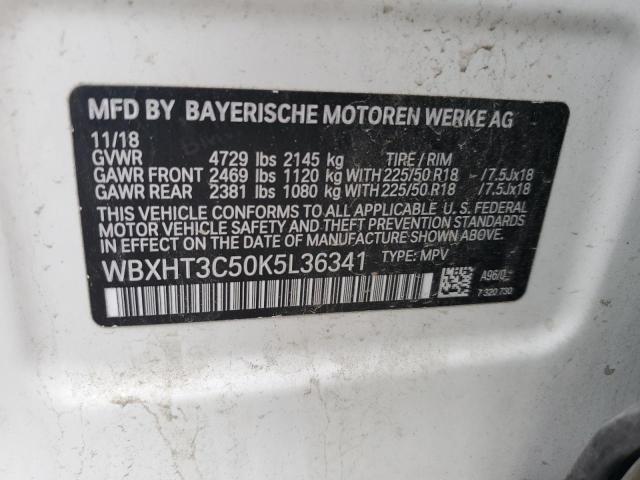 MFD BY BAYERISCHE MOTOREN WERKE AG
11/18
GVWR 4729 lbs 2145 kg TIRE / RIM
GAWR FRONT 2469 lbs 1120 kg WITH 225/50 R18 / 7.5Jx18
GAWR REAR 2381 lbs 1080 kg WITH 225/50 R18 / 7.5Jx18
THIS VEHICLE CONFORMS TO ALL APPLICABLE U.S. FEDERAL
MOTOR VEHICLE SAFETY AND THEFT PREVENTION STANDARDS
IN EFFECT ON THE DATE OF MANUFACTURE SHOWN ABOVE
WBXHT3C50K5L36341 TYPE: MPV
7 320 730